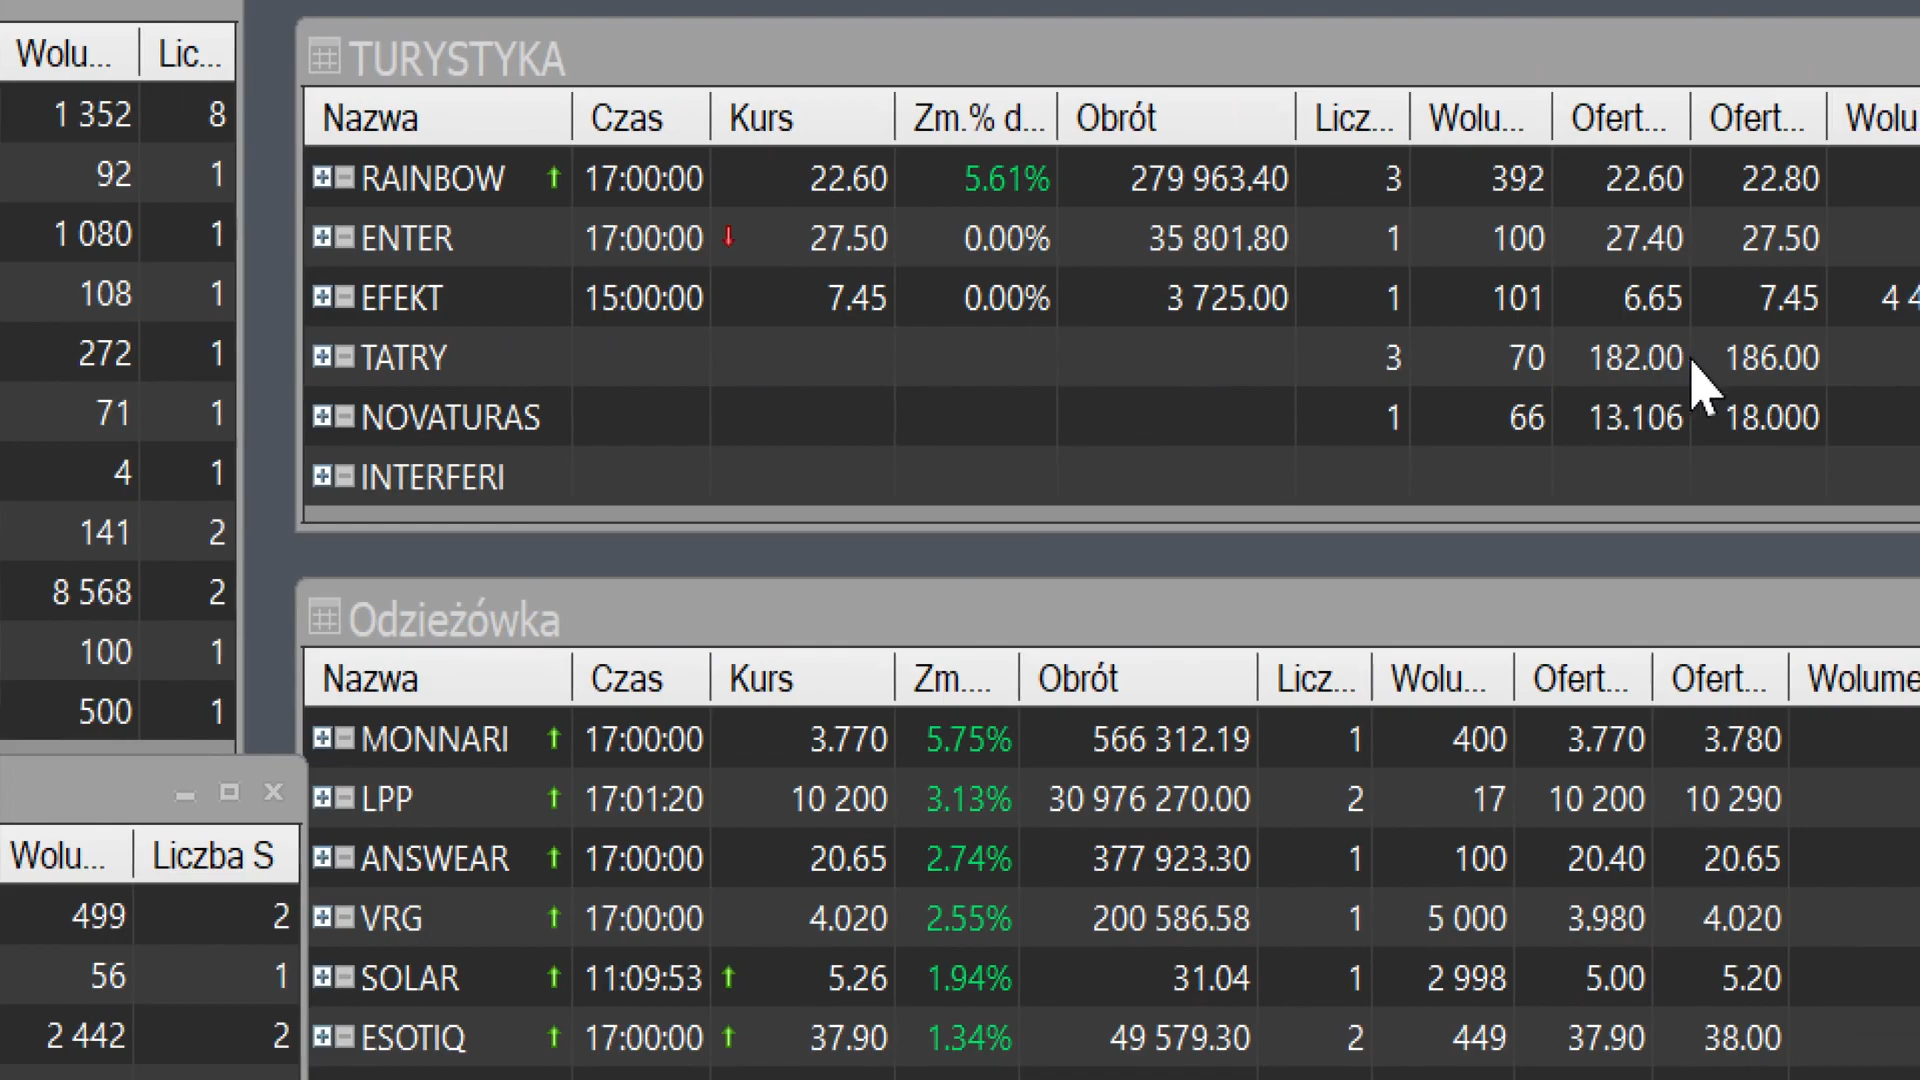 Wolu... Lic...
1 352 8
92 1
1 080 1
108 1
272 1
71 1
4 1
141 2
8 568 2
100 1
500 1
Wolu... Liczba S
499 2
56 1
2 442 2
TURYSTYKA
Nazwa Czas Kurs Zm.% d... Obrót Licz... Wolu... Ofert... Ofert... Wolu
RAINBOW 17:00:00 22.60 5.61% 279 963.40 3 392 22.60 22.80
ENTER 17:00:00 27.50 0.00% 35 801.80 1 100 27.40 27.50
EFEKT 15:00:00 7.45 0.00% 3 725.00 1 101 6.65 7.45 4 4
TATRY 3 70 182.00 186.00
NOVATURAS 1 66 13.106 18.000
INTERFERI
Odzieżówka
Nazwa Czas Kurs Zm.... Obrót Licz... Wolu... Ofert... Ofert... Wolume
MONNARI 17:00:00 3.770 5.75% 566 312.19 1 400 3.770 3.780
LPP 17:01:20 10 200 3.13% 30 976 270.00 2 17 10 200 10 290
ANSWEAR 17:00:00 20.65 2.74% 377 923.30 1 100 20.40 20.65
VRG 17:00:00 4.020 2.55% 200 586.58 1 5 000 3.980 4.020
SOLAR 11:09:53 5.26 1.94% 31.04 1 2 998 5.00 5.20
ESOTIQ 17:00:00 37.90 1.34% 49 579.30 2 449 37.90 38.00